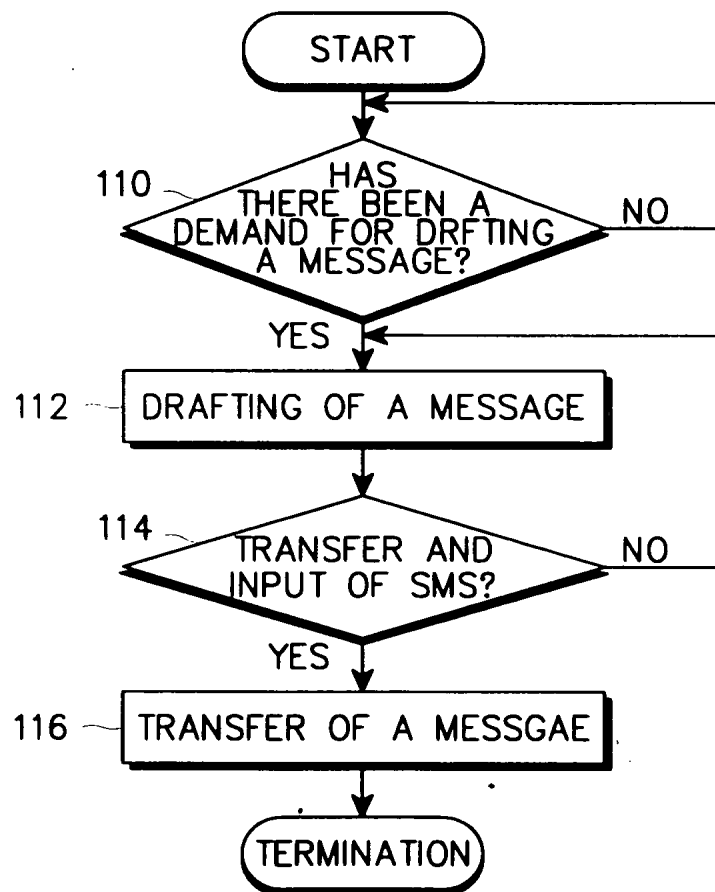 START
110
HAS
THERE BEEN A
DEMAND FOR DRFTING
A MESSAGE?
NO
YES
112
DRAFTING OF A MESSAGE
114
TRANSFER AND
INPUT OF SMS?
NO
YES
116
TRANSFER OF A MESSGAE
TERMINATION